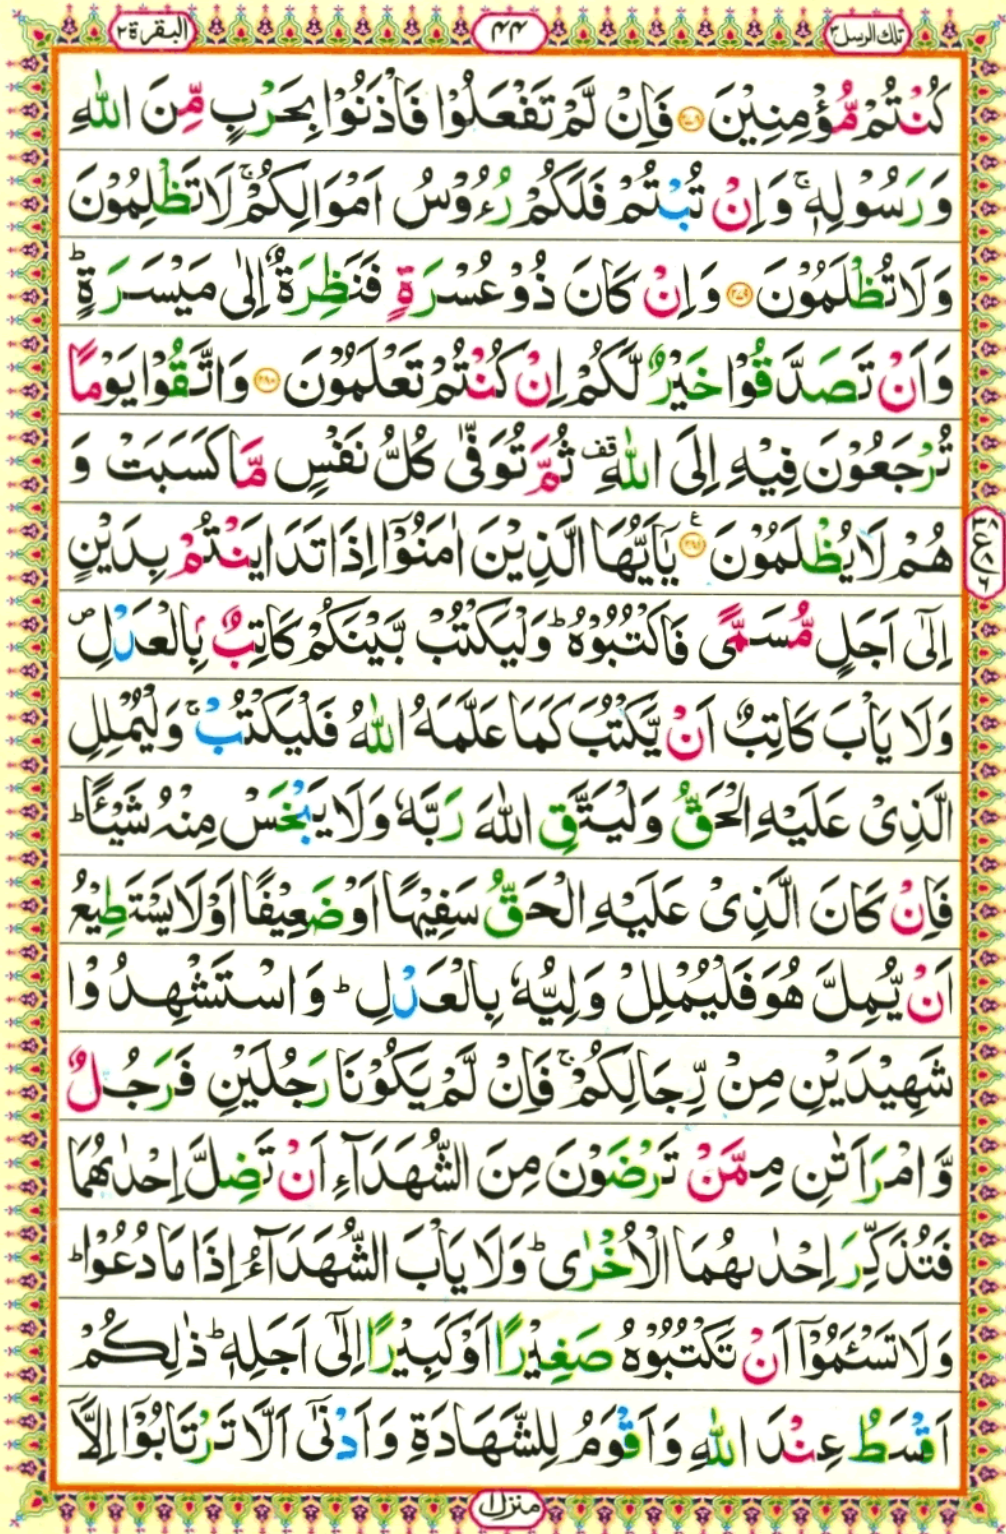 تلك الرسل ٣
٤٤
البقرة ٢
كُنْتُمْ مُّؤْمِنِيْنَ ۝ فَاِنْ لَّمْ تَفْعَلُوْا فَاْذَنُوْا بِحَرْبٍ مِّنَ اللّٰهِ
وَ رَسُوْلِهٖ ۚ وَ اِنْ تُبْتُمْ فَلَكُمْ رُءُوْسُ اَمْوَالِكُمْ ۚ لَا تَظْلِمُوْنَ
وَ لَا تُظْلَمُوْنَ ۝ وَ اِنْ كَانَ ذُوْ عُسْرَةٍ فَنَظِرَةٌ اِلٰى مَيْسَرَةٍ ؕ
وَ اَنْ تَصَدَّقُوْا خَيْرٌ لَّكُمْ اِنْ كُنْتُمْ تَعْلَمُوْنَ ۝ وَ اتَّقُوْا يَوْمًا
تُرْجَعُوْنَ فِيْهِ اِلَى اللّٰهِ قف ثُمَّ تُوَفّٰى كُلُّ نَفْسٍ مَّا كَسَبَتْ وَ
هُمْ لَا يُظْلَمُوْنَ ۝ يٰۤاَيُّهَا الَّذِيْنَ اٰمَنُوْۤا اِذَا تَدَايَنْتُمْ بِدَيْنٍ
اِلٰۤى اَجَلٍ مُّسَمًّى فَاكْتُبُوْهُ ؕ وَلْيَكْتُبْ بَّيْنَكُمْ كَاتِبٌۢ بِالْعَدْلِ ۪
وَ لَا يَاْبَ كَاتِبٌ اَنْ يَّكْتُبَ كَمَا عَلَّمَهُ اللّٰهُ فَلْيَكْتُبْ ۚ وَلْيُمْلِلِ
الَّذِيْ عَلَيْهِ الْحَقُّ وَلْيَتَّقِ اللّٰهَ رَبَّهٗ وَ لَا يَبْخَسْ مِنْهُ شَيْـًٔا ؕ
فَاِنْ كَانَ الَّذِيْ عَلَيْهِ الْحَقُّ سَفِيْهًا اَوْ ضَعِيْفًا اَوْ لَا يَسْتَطِيْعُ
اَنْ يُّمِلَّ هُوَ فَلْيُمْلِلْ وَلِيُّهٗ بِالْعَدْلِ ؕ وَ اسْتَشْهِدُوْا
شَهِيْدَيْنِ مِنْ رِّجَالِكُمْ ۚ فَاِنْ لَّمْ يَكُوْنَا رَجُلَيْنِ فَرَجُلٌ
وَّ امْرَاَتٰنِ مِمَّنْ تَرْضَوْنَ مِنَ الشُّهَدَآءِ اَنْ تَضِلَّ اِحْدٰىهُمَا
فَتُذَكِّرَ اِحْدٰىهُمَا الْاُخْرٰى ؕ وَ لَا يَاْبَ الشُّهَدَآءُ اِذَا مَا دُعُوْا ؕ
وَ لَا تَسْـَٔمُوْۤا اَنْ تَكْتُبُوْهُ صَغِيْرًا اَوْ كَبِيْرًا اِلٰۤى اَجَلِهٖ ؕ ذٰلِكُمْ
اَقْسَطُ عِنْدَ اللّٰهِ وَ اَقْوَمُ لِلشَّهَادَةِ وَ اَدْنٰۤى اَلَّا تَرْتَابُوْۤا اِلَّاۤ
منزل ١